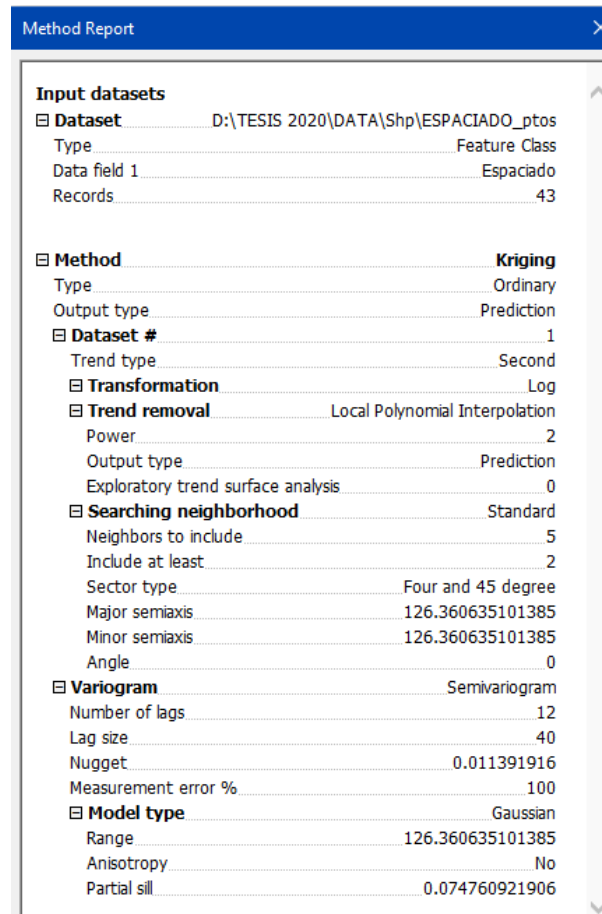 Method Report
Input datasets
Dataset D:\TESIS 2020\DATA\Shp\ESPACIADO_ptos
Type Feature Class
Data field 1 Espaciado
Records 43
Method Kriging
Type Ordinary
Output type Prediction
Dataset # 1
Trend type Second
Transformation Log
Trend removal Local Polynomial Interpolation
Power 2
Output type Prediction
Exploratory trend surface analysis 0
Searching neighborhood Standard
Neighbors to include 5
Include at least 2
Sector type Four and 45 degree
Major semiaxis 126.360635101385
Minor semiaxis 126.360635101385
Angle 0
Variogram Semivariogram
Number of lags 12
Lag size 40
Nugget 0.011391916
Measurement error % 100
Model type Gaussian
Range 126.360635101385
Anisotropy No
Partial sill 0.074760921906